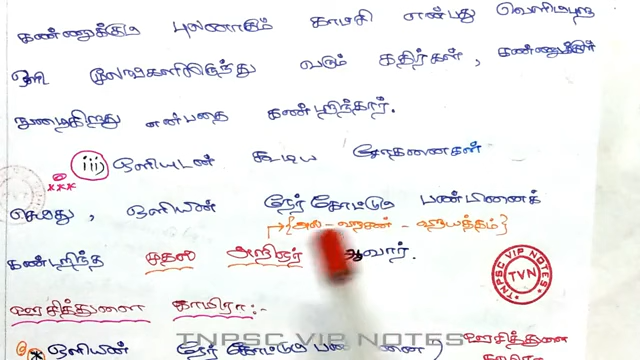 கண்ணுக்கும் புலனாகும் காட்சி என்பது வெளிப்புற
ஒளி மூலங்களிலிருந்து வரும் கதிர்கள், கண்ணுக்குள்
நுழைகிறது என்பதை கண்டறிந்தார்.
*** iii) ஒளியுடன் கூடிய சோதனைகள்
செய்து, ஒளியின் நேர்கோட்டு பண்பினைக்
{அல் - ஹசன் - ஹயத்தம்}
கண்டறிந்த முதல் அறிஞர் ஆவார்.
TNPSC VIP NOTES
TVN
ஊசித்துளை காமிரா:-
TNPSC VIP NOTES
* ஒளியின் நேர்கோட்டு ஊசித்துளை